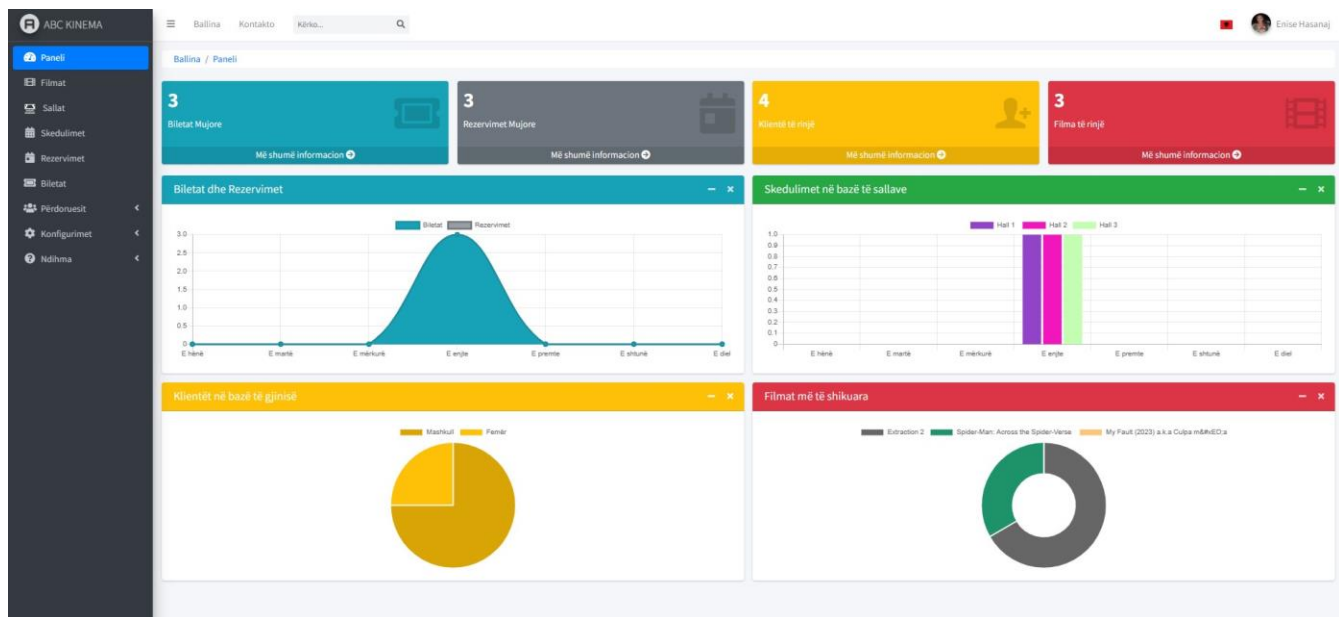 ABC KINEMA
Ballina Kontakto Kërko... Enise Hasanaj
Paneli
Filmat
Sallat
Skedulimet
Rezervimet
Biletat
Përdoruesit
Konfigurimet
Ndihma
Ballina / Paneli
3
Biletat Mujore
Më shumë informacion
3
Rezervimet Mujore
Më shumë informacion
4
Klientë të rinjë
Më shumë informacion
3
Filma të rinjë
Më shumë informacion
Biletat dhe Rezervimet
Biletat Rezervimet
3.0
2.5
2.0
1.5
1.0
0.5
0
E hënë E martë E mërkurë E enjte E premte E shtunë E diel
Skedulimet në bazë të sallave
Hall 1 Hall 2 Hall 3
1.0
0.9
0.8
0.7
0.6
0.5
0.4
0.3
0.2
0.1
0
E hënë E martë E mërkurë E enjte E premte E shtunë E diel
Klientët në bazë të gjinisë
Mashkull Femër
Filmat më të shikuara
Extraction 2 Spider-Man: Across the Spider-Verse My Fault (2023) a.k.a Culpa m&#xED;a